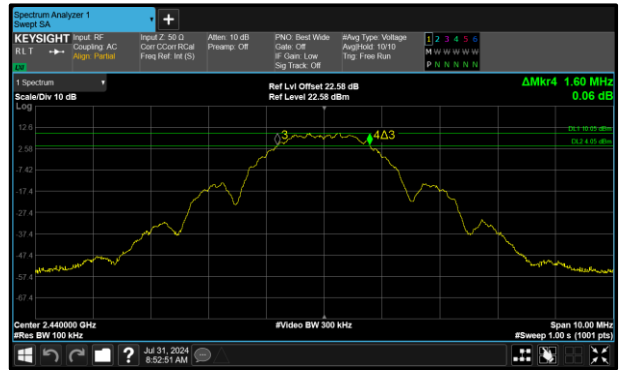 Spectrum Analyzer 1
Swept SA
KEYSIGHT Input: RF Input Z: 50 Ω Atten: 10 dB PNO: Best Wide #Avg Type: Voltage 1 2 3 4 5 6
RLT Coupling: AC Corr CCorr RCal Preamp: Off Gate: Off Avg|Hold: 10/10 M W W W W W
Align: Partial Freq Ref: Int (S) IF Gain: Low Trig: Free Run
Sig Track: Off P N N N N N
1 Spectrum Ref Lvl Offset 22.58 dB ΔMkr4 1.60 MHz
Scale/Div 10 dB Ref Level 22.58 dBm 0.06 dB
Log
12.6 3 4Δ3 DL1 10.05 dBm
2.58 DL2 4.05 dBm
-7.42
-17.4
-27.4
-37.4
-47.4
-57.4
-67.4
Center 2.440000 GHz #Video BW 300 kHz Span 10.00 MHz
#Res BW 100 kHz #Sweep 1.00 s (1001 pts)
? Jul 31, 2024
8:52:51 AM